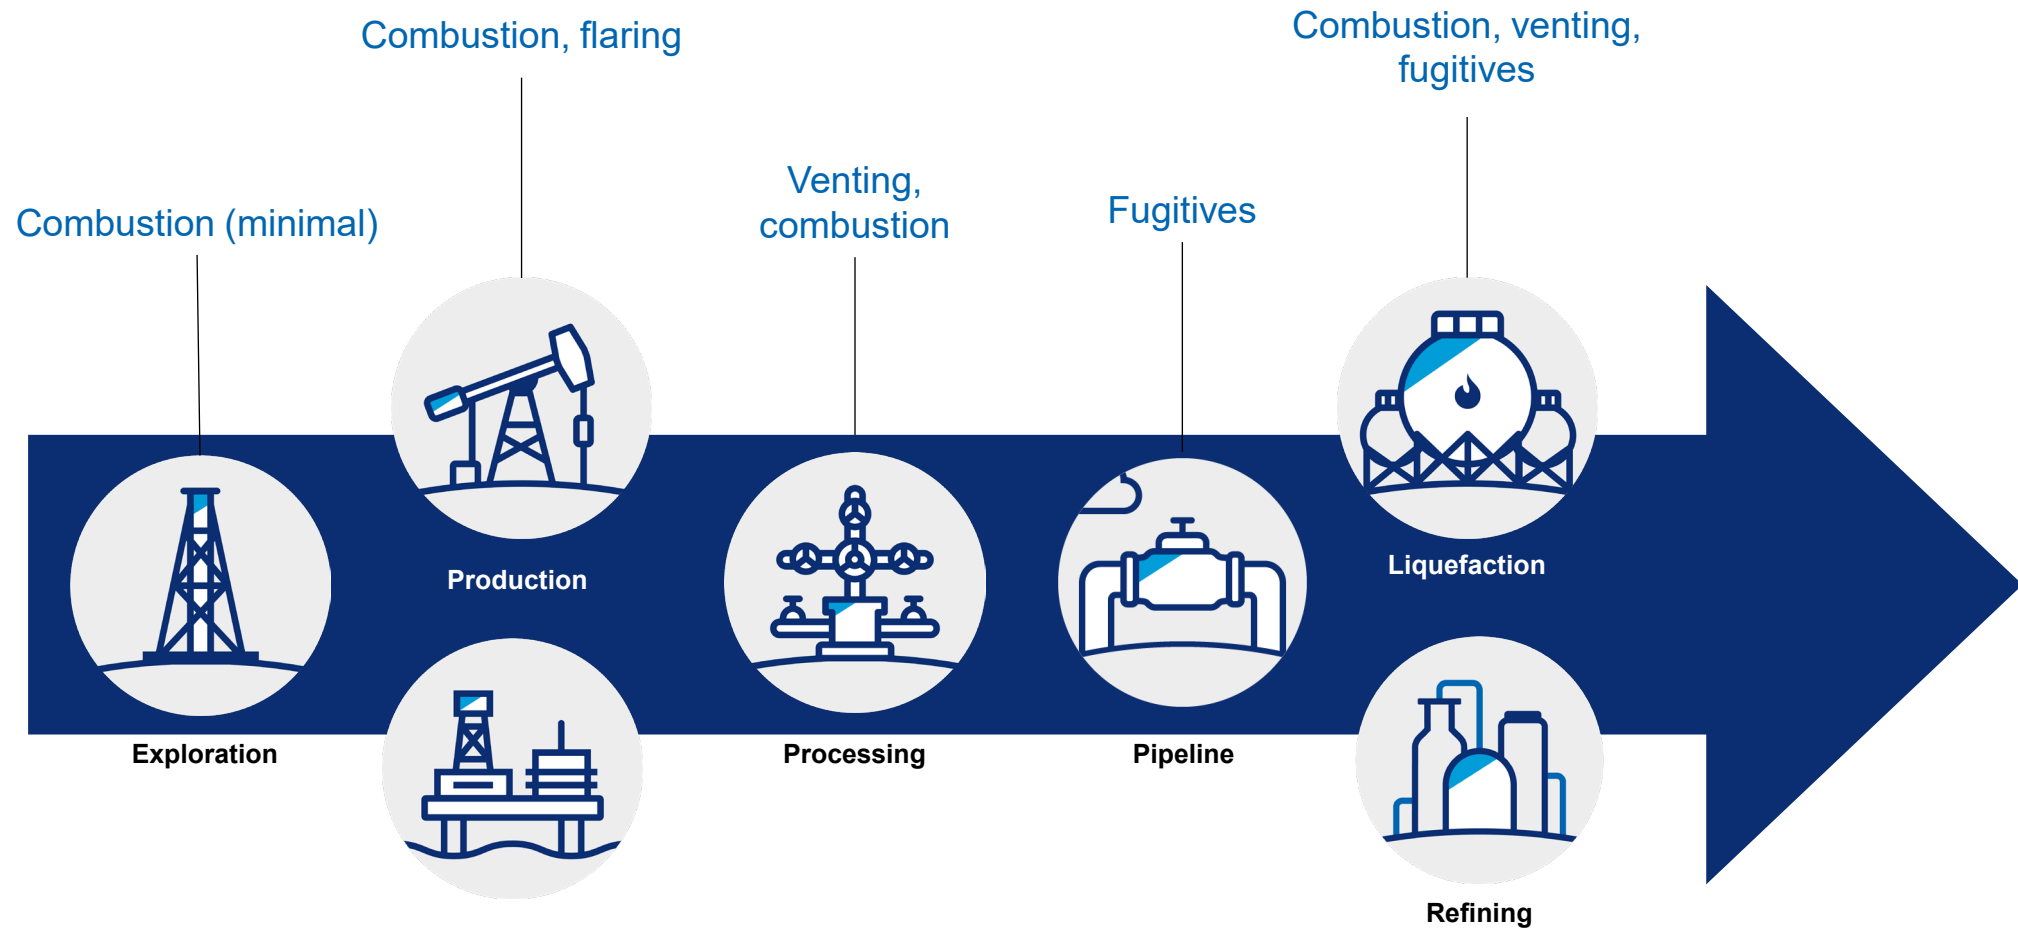 Combustion (minimal)
Combustion, flaring
Venting,
combustion
Fugitives
Combustion, venting,
fugitives
Exploration
Production
Processing
Pipeline
Liquefaction
Refining